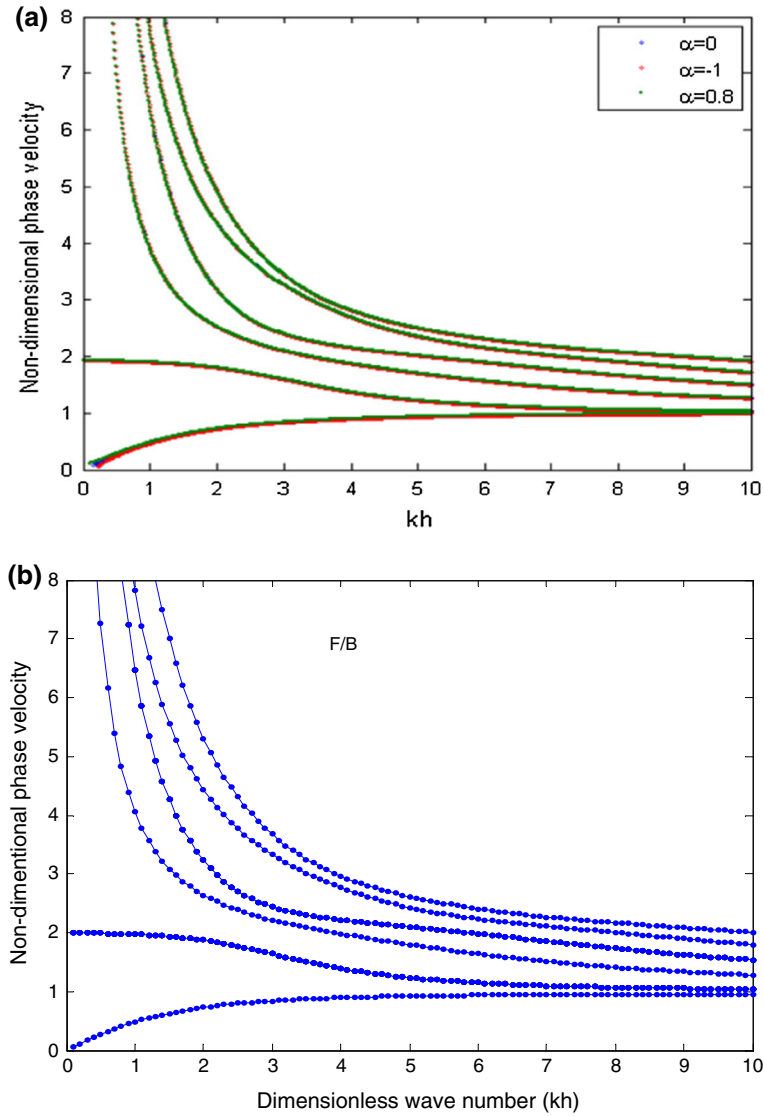 (a)
8
7
6
5
4
3
2
1
0
Non-dimensional phase velocity
α=0
α=-1
α=0.8
0 1 2 3 4 5 6 7 8 9 10
kh
(b)
8
7
6
5
4
3
2
1
0
Non-dimentional phase velocity
F/B
0 1 2 3 4 5 6 7 8 9 10
Dimensionless wave number (kh)